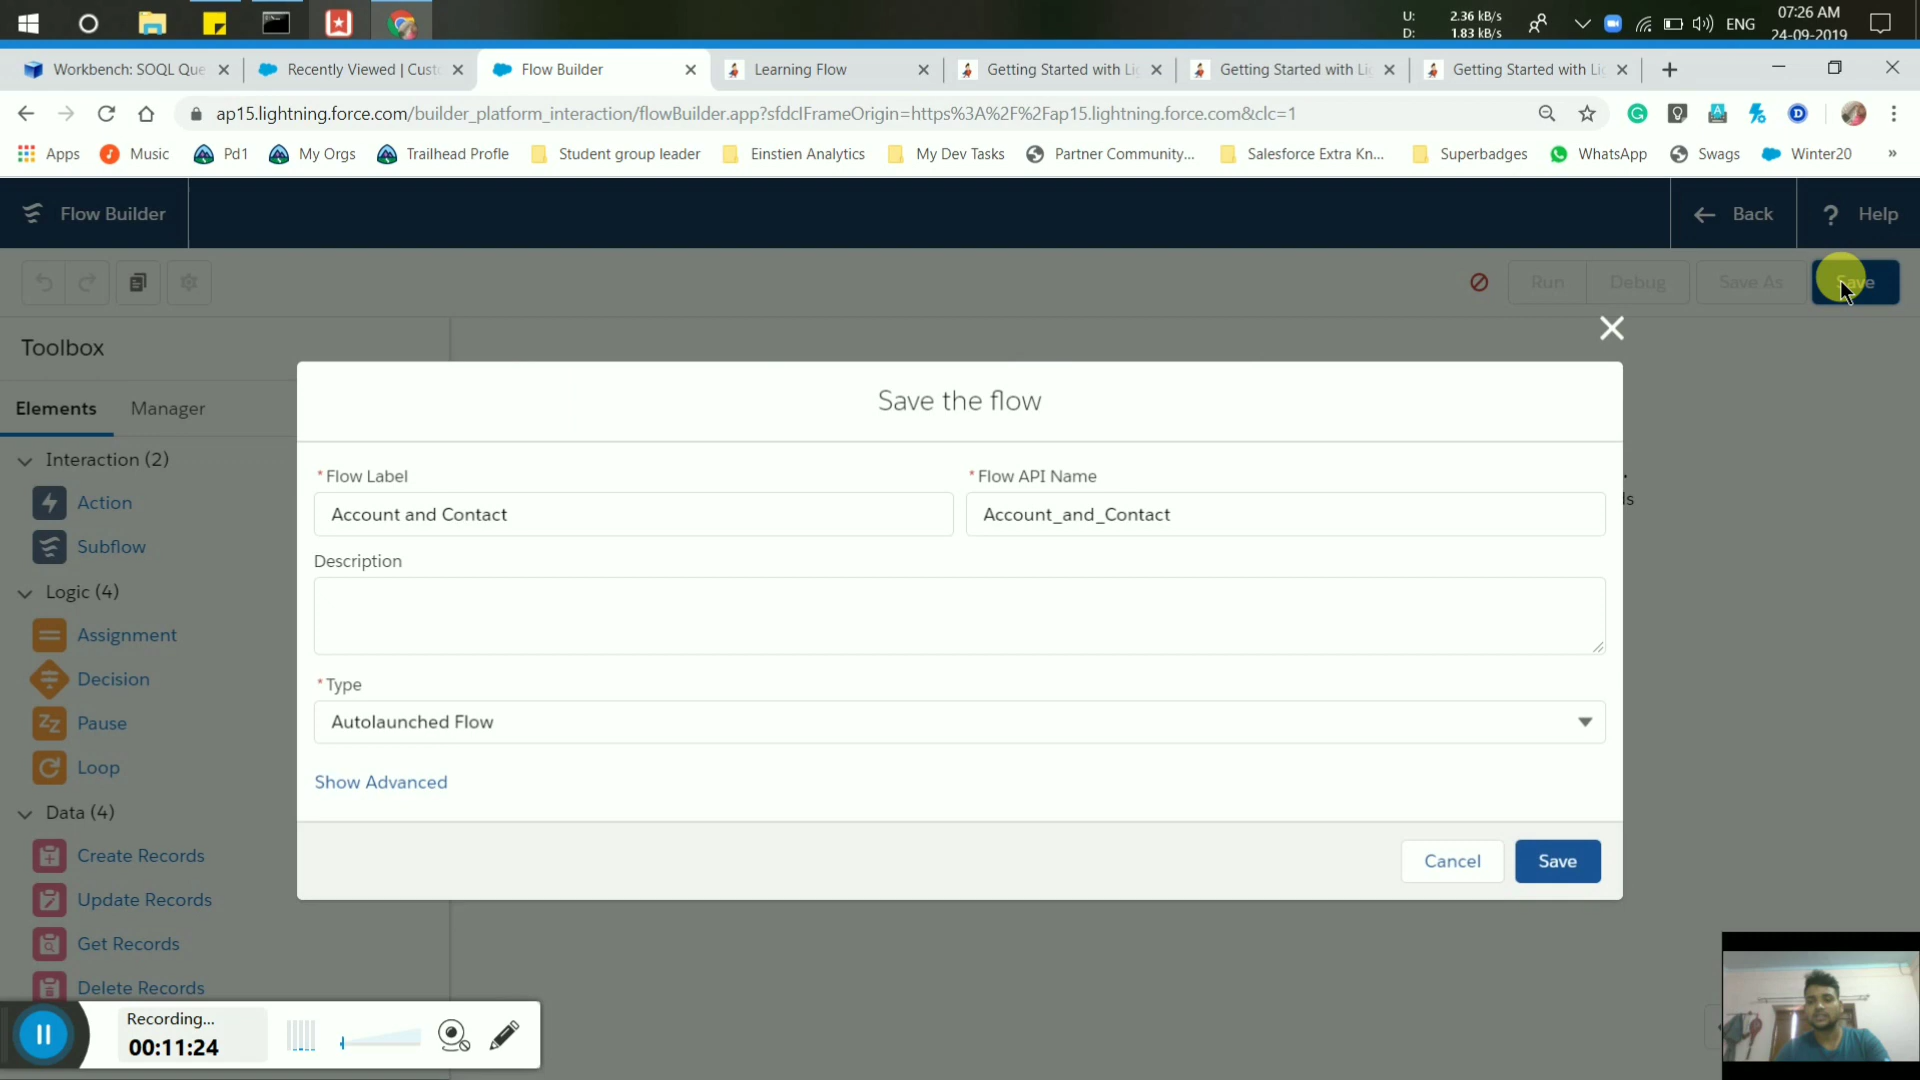 U: 2.36 kB/s
D: 1.83 kB/s
ENG
07:26 AM
24-09-2019
Workbench: SOQL Que
Recently Viewed | Cust
Flow Builder
Learning Flow
Getting Started with Li
Getting Started with Li
Getting Started with Li
ap15.lightning.force.com/builder_platform_interaction/flowBuilder.app?sfdcIFrameOrigin=https%3A%2F%2Fap15.lightning.force.com&clc=1
Apps
Music
Pd1
My Orgs
Trailhead Profle
Student group leader
Einstien Analytics
My Dev Tasks
Partner Community...
Salesforce Extra Kn...
Superbadges
WhatsApp
Swags
Winter20
»
Flow Builder
Back
? Help
Run
Debug
Save As
Save
Toolbox
Elements
Manager
Interaction (2)
Action
Subflow
Logic (4)
Assignment
Decision
Pause
Loop
Data (4)
Create Records
Update Records
Get Records
Delete Records
Save the flow
* Flow Label
Account and Contact
* Flow API Name
Account_and_Contact
Description
* Type
Autolaunched Flow
Show Advanced
Cancel
Save
Recording...
00:11:24